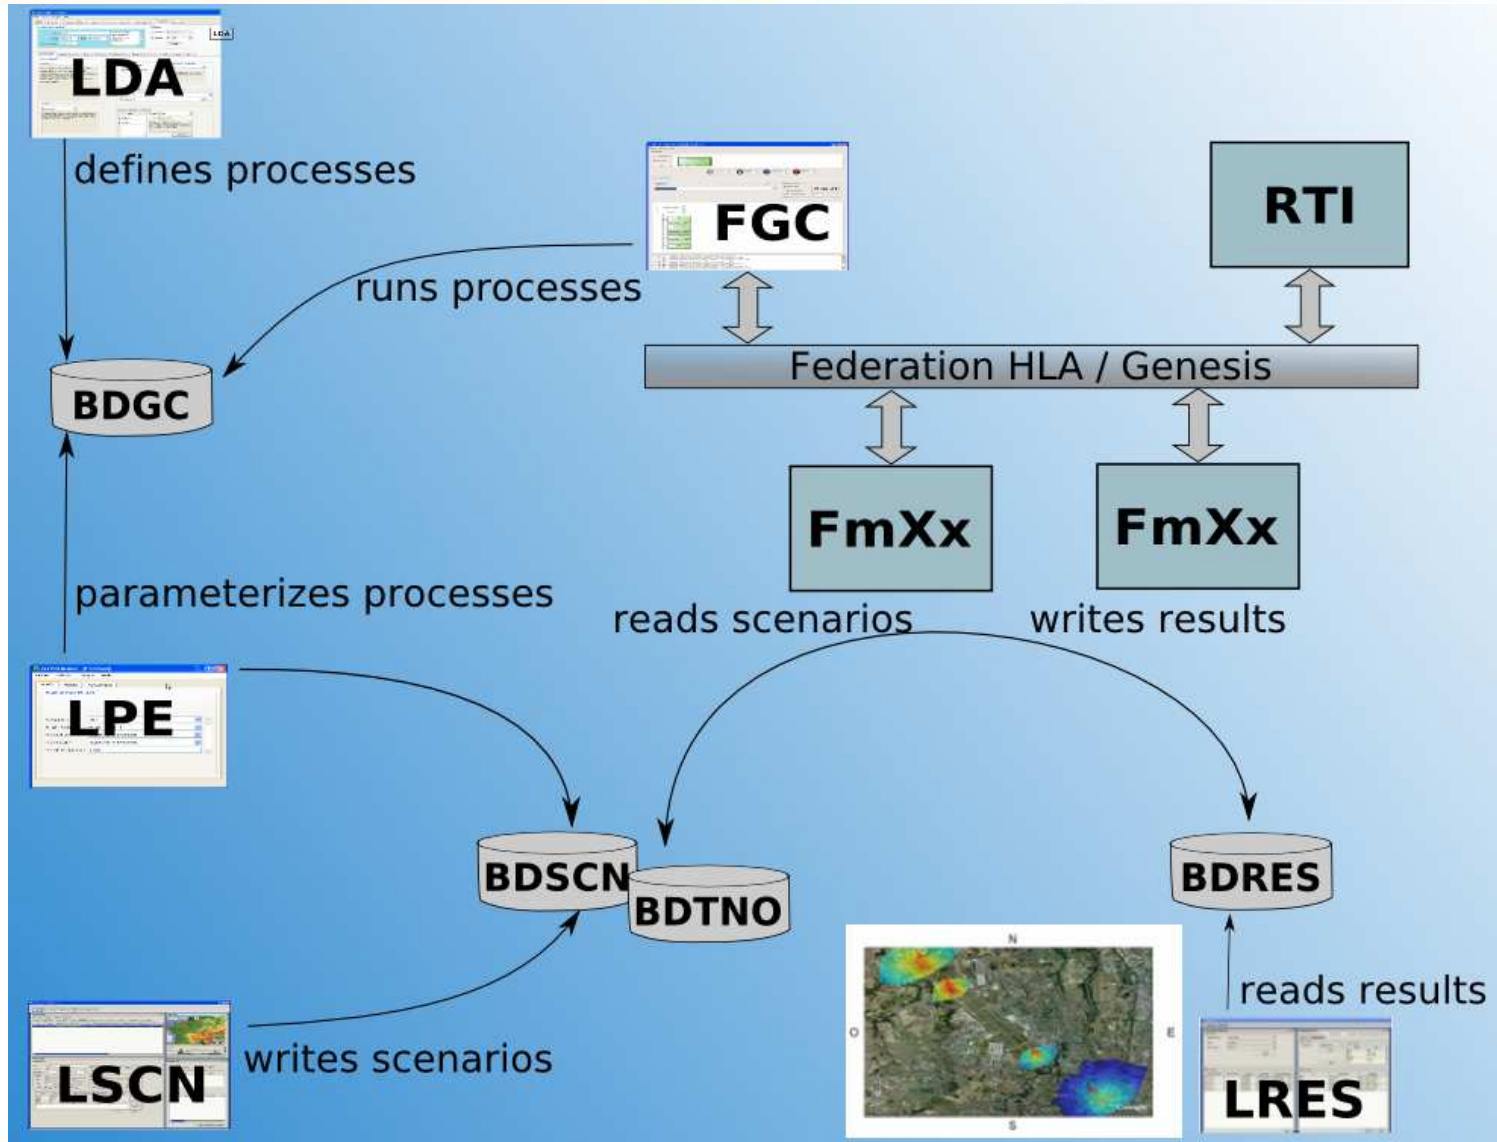 LDA
LDA
defines processes
FGC
RTI
runs processes
Federation HLA / Genesis
BDGC
FmXx
FmXx
parameterizes processes
reads scenarios
writes results
LPE
BDSCN
BDTNO
BDRES
N
O
E
S
reads results
writes scenarios
LSCN
LRES